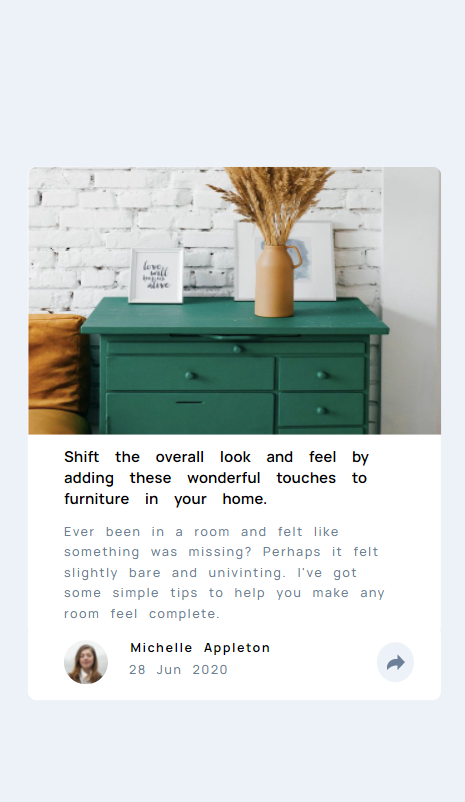 love
will
keep us
alive
Shift the overall look and feel by
adding these wonderful touches to
furniture in your home.
Ever been in a room and felt like
something was missing? Perhaps it felt
slightly bare and univinting. I've got
some simple tips to help you make any
room feel complete.
Michelle Appleton
28 Jun 2020